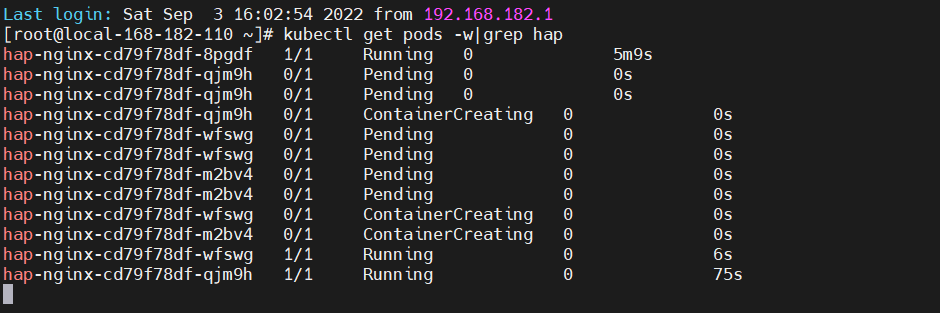 Last login: Sat Sep  3 16:02:54 2022 from 192.168.182.1
[root@local-168-182-110 ~]# kubectl get pods -w|grep hap
hap-nginx-cd79f78df-8pgdf   1/1     Running   0              5m9s
hap-nginx-cd79f78df-qjm9h   0/1     Pending   0              0s
hap-nginx-cd79f78df-qjm9h   0/1     Pending   0              0s
hap-nginx-cd79f78df-qjm9h   0/1     ContainerCreating   0              0s
hap-nginx-cd79f78df-wfswg   0/1     Pending             0              0s
hap-nginx-cd79f78df-wfswg   0/1     Pending             0              0s
hap-nginx-cd79f78df-m2bv4   0/1     Pending             0              0s
hap-nginx-cd79f78df-m2bv4   0/1     Pending             0              0s
hap-nginx-cd79f78df-wfswg   0/1     ContainerCreating   0              0s
hap-nginx-cd79f78df-m2bv4   0/1     ContainerCreating   0              0s
hap-nginx-cd79f78df-wfswg   1/1     Running             0              6s
hap-nginx-cd79f78df-qjm9h   1/1     Running             0              75s